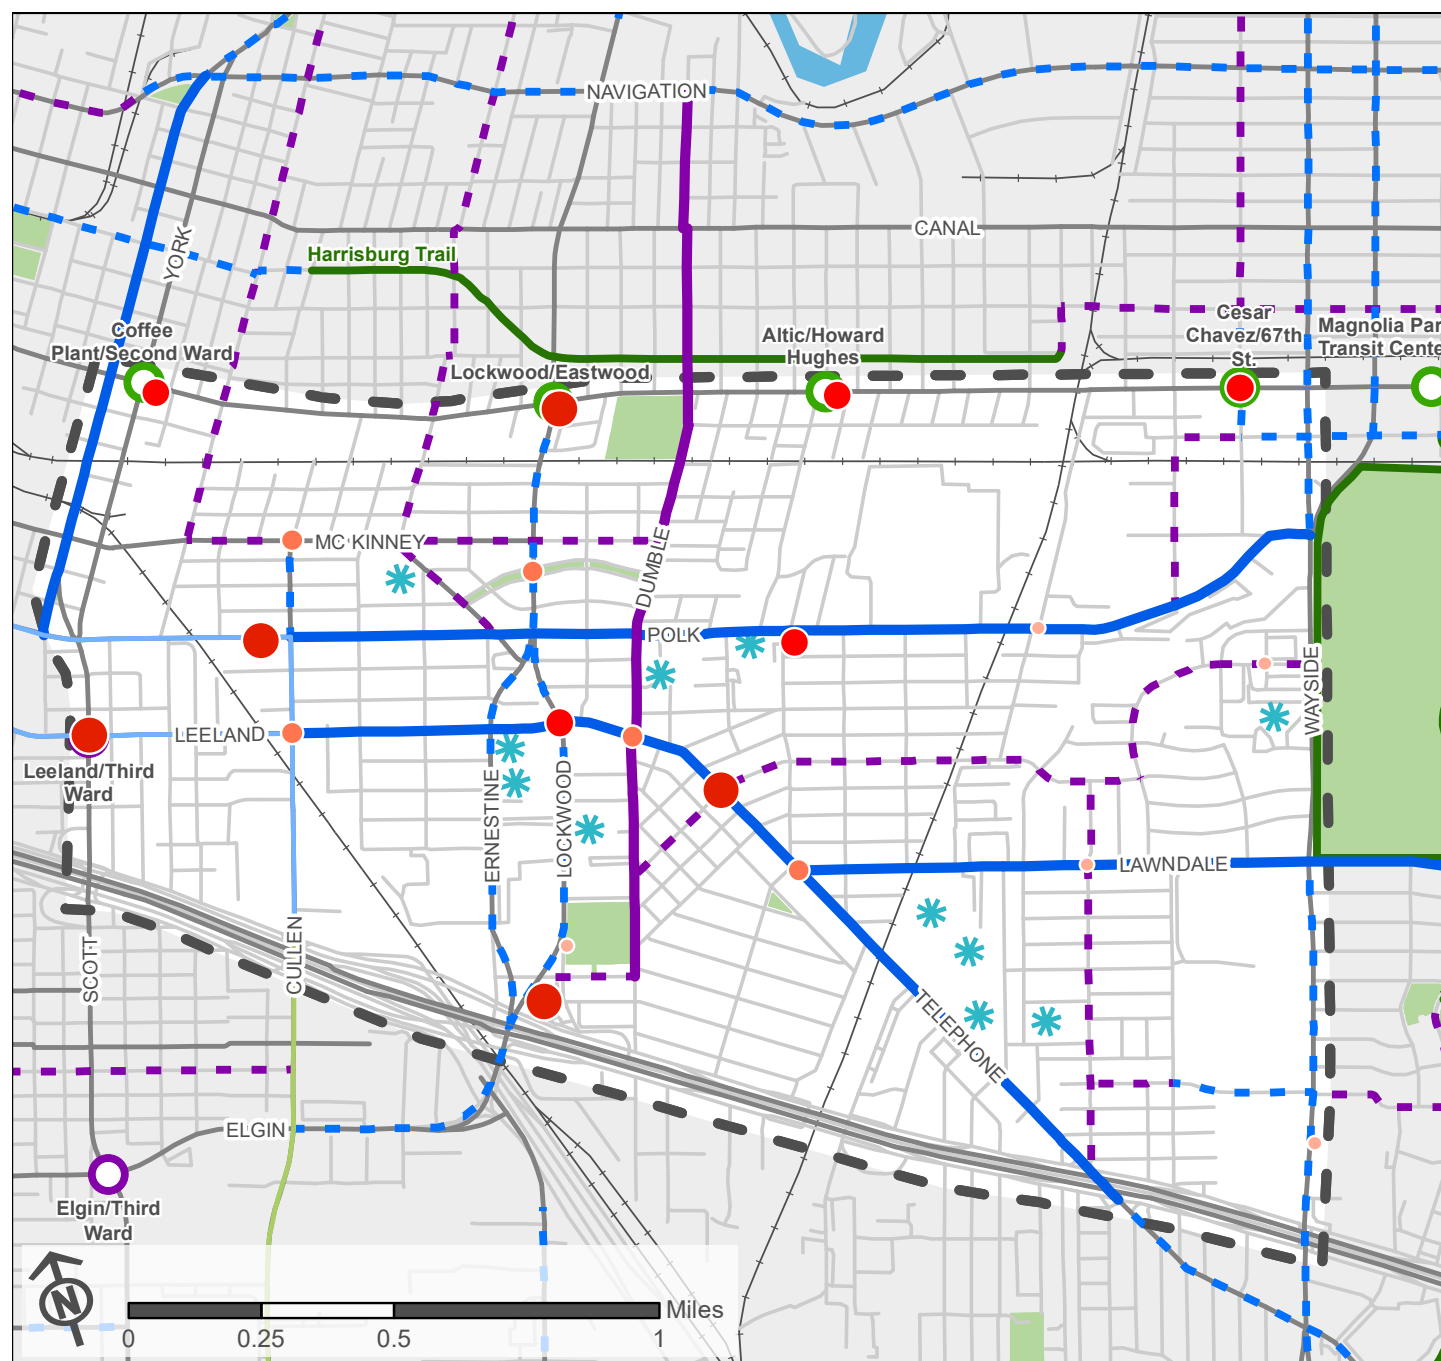 NAVIGATION
YORK
CANAL
Harrisburg Trail
Coffee
Plant/Second Ward
Lockwood/Eastwood
Altic/Howard
Hughes
Cesar
Chavez/67th
St.
Magnolia Par
Transit Cente
MC KINNEY
DUMBLE
POLK
LEELAND
WAYSIDE
Leeland/Third
Ward
ERNESTINE
LOCKWOOD
LAWNDALE
SCOTT
CULLEN
TELEPHONE
ELGIN
Elgin/Third
Ward
N
Miles
0 0.25 0.5 1